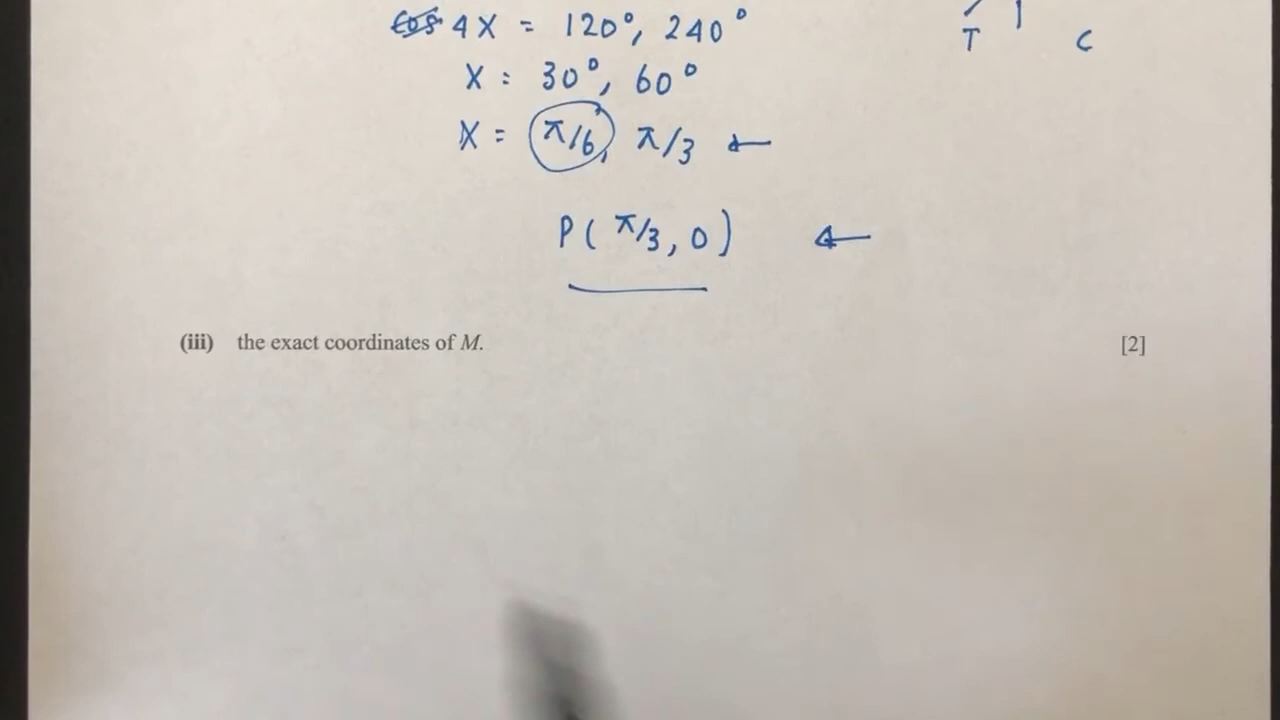 cos 4X = 120°, 240°
T C
X = 30°, 60°
X = π/6, π/3 ←
P( π/3, 0 ) ←
(iii) the exact coordinates of M. [2]